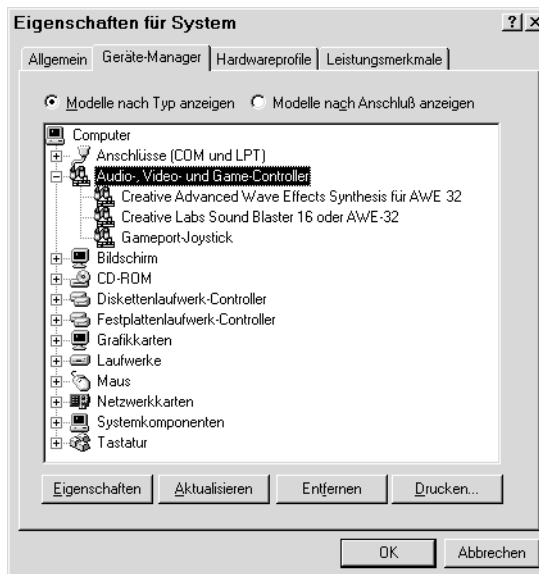 Eigenschaften für System
Allgemein Geräte-Manager Hardwareprofile Leistungsmerkmale
Modelle nach Typ anzeigen Modelle nach Anschluß anzeigen
Computer
Anschlüsse (COM und LPT)
Audio-, Video- und Game-Controller
Creative Advanced Wave Effects Synthesis für AWE 32
Creative Labs Sound Blaster 16 oder AWE-32
Gameport-Joystick
Bildschirm
CD-ROM
Diskettenlaufwerk-Controller
Festplattenlaufwerk-Controller
Grafikkarten
Laufwerke
Maus
Netzwerkkarten
Systemkomponenten
Tastatur
Eigenschaften Aktualisieren Entfernen Drucken...
OK Abbrechen